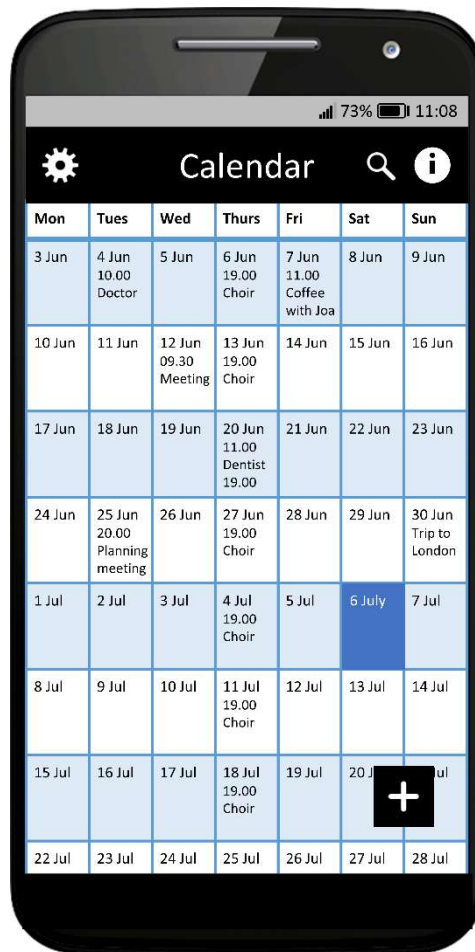 73% 11:08
Calendar
Mon Tues Wed Thurs Fri Sat Sun
3 Jun
4 Jun
10.00
Doctor
5 Jun
6 Jun
19.00
Choir
7 Jun
11.00
Coffee
with Joa
8 Jun
9 Jun
10 Jun
11 Jun
12 Jun
09.30
Meeting
13 Jun
19.00
Choir
14 Jun
15 Jun
16 Jun
17 Jun
18 Jun
19 Jun
20 Jun
11.00
Dentist
19.00
21 Jun
22 Jun
23 Jun
24 Jun
25 Jun
20.00
Planning
meeting
26 Jun
27 Jun
19.00
Choir
28 Jun
29 Jun
30 Jun
Trip to
London
1 Jul
2 Jul
3 Jul
4 Jul
19.00
Choir
5 Jul
6 July
7 Jul
8 Jul
9 Jul
10 Jul
11 Jul
19.00
Choir
12 Jul
13 Jul
14 Jul
15 Jul
16 Jul
17 Jul
18 Jul
19.00
Choir
19 Jul
20
22 Jul
23 Jul
24 Jul
25 Jul
26 Jul
27 Jul
28 Jul